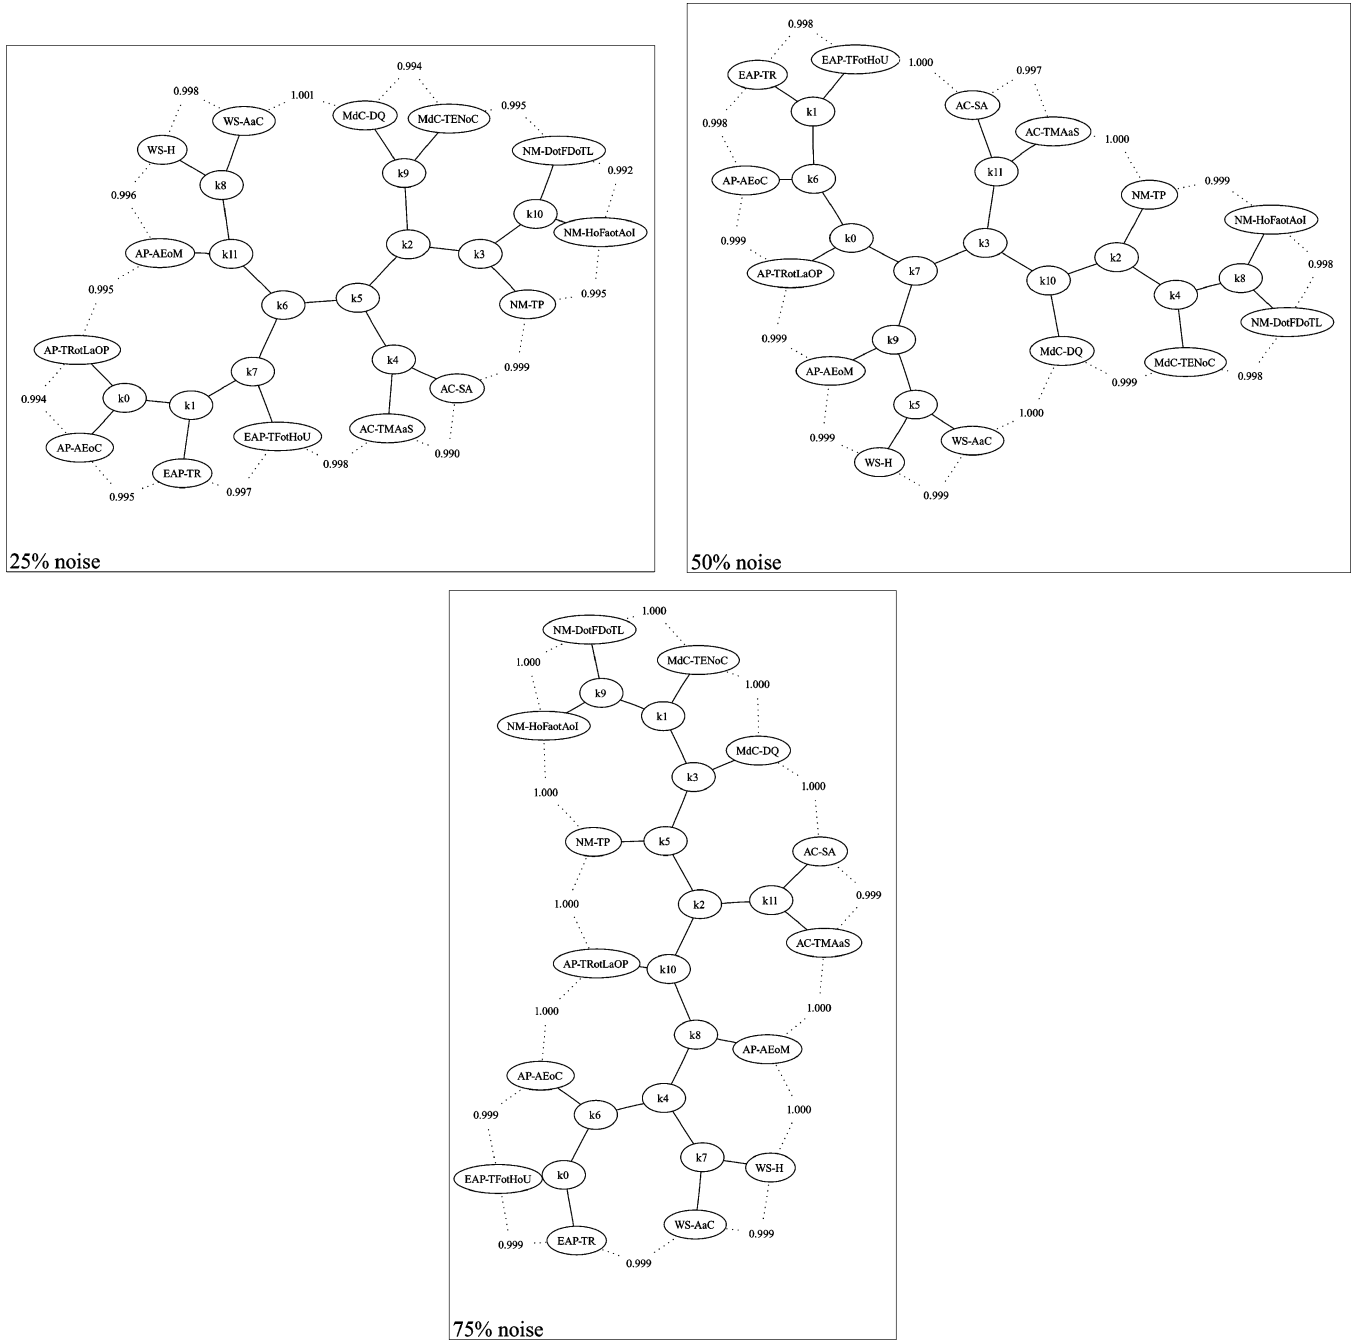 0.994
0.998
WS-AaC
1.001
MdC-DQ
MdC-TENoC
0.995
WS-H
NM-DotFDoTL
0.992
k8
k9
0.996
k10
NM-HoFaotAoI
AP-AEoM
k11
k2
k3
0.995
k6
k5
NM-TP
0.995
AP-TRotLaOP
k7
k4
0.999
AC-SA
0.994
k0
k1
AP-AEoC
EAP-TFotHoU
AC-TMAaS
0.990
0.998
EAP-TR
0.995
0.997
25% noise
0.998
EAP-TR
EAP-TFotHoU
1.000
0.997
k1
AC-SA
0.998
AC-TMAaS
1.000
AP-AEoC
k6
k11
NM-TP
0.999
NM-HoFaotAoI
0.999
k0
k3
k2
AP-TRotLaOP
k7
k10
k8
0.998
k4
NM-DotFDoTL
0.999
k9
MdC-DQ
AP-AEoM
MdC-TENoC
0.998
0.999
k5
1.000
0.999
WS-AaC
WS-H
0.999
50% noise
1.000
NM-DotFDoTL
1.000
MdC-TENoC
1.000
k9
k1
NM-HoFaotAoI
MdC-DQ
k3
1.000
1.000
NM-TP
k5
AC-SA
0.999
1.000
k2
k11
AC-TMAaS
AP-TRotLaOP
k10
1.000
1.000
k8
AP-AEoM
AP-AEoC
0.999
k6
k4
1.000
k7
WS-H
EAP-TFotHoU
k0
WS-AaC
0.999
0.999
EAP-TR
0.999
75% noise